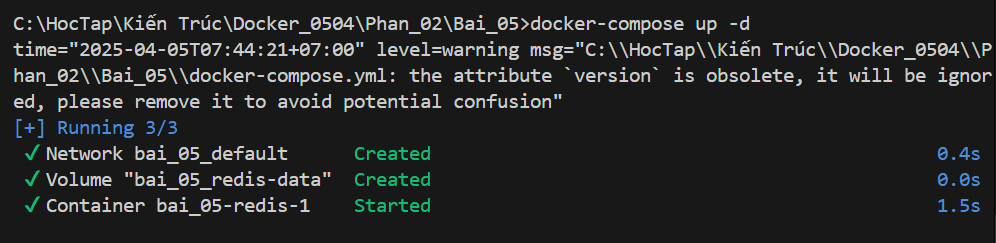 C:\HocTap\Kiến Trúc\Docker_0504\Phan_02\Bai_05>docker-compose up -d
time="2025-04-05T07:44:21+07:00" level=warning msg="C:\\HocTap\\Kiến Trúc\\Docker_0504\\P
han_02\\Bai_05\\docker-compose.yml: the attribute `version` is obsolete, it will be ignor
ed, please remove it to avoid potential confusion"
[+] Running 3/3
✓ Network bai_05_default Created 0.4s
✓ Volume "bai_05_redis-data" Created 0.0s
✓ Container bai_05-redis-1 Started 1.5s